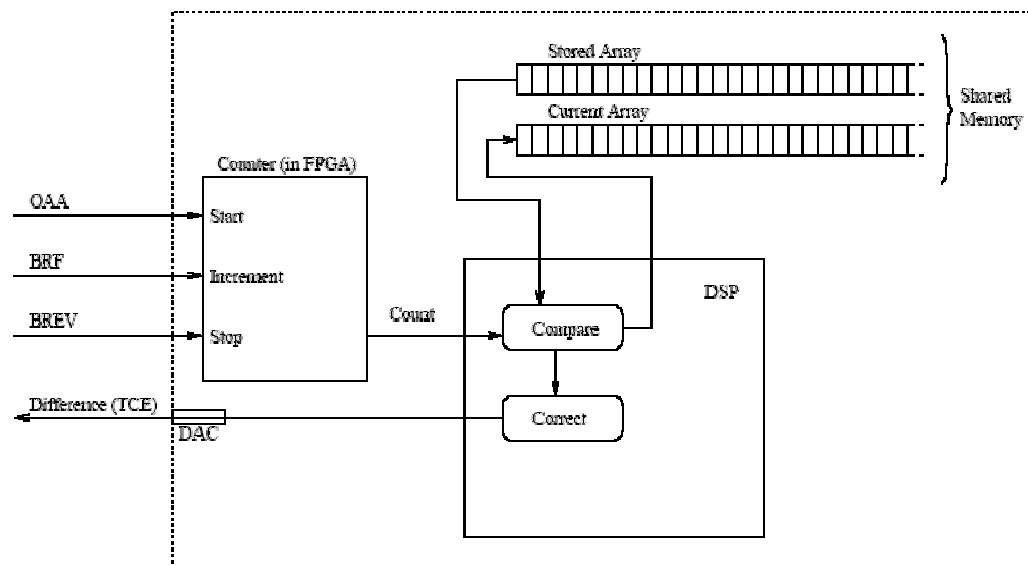 Stored Array
Current Array
Shared
Memory
Counter (in FPGA)
OAA
Start
BRF
Increment
BREV
Stop
Count
DSP
Compare
Difference (TCE)
DAC
Correct